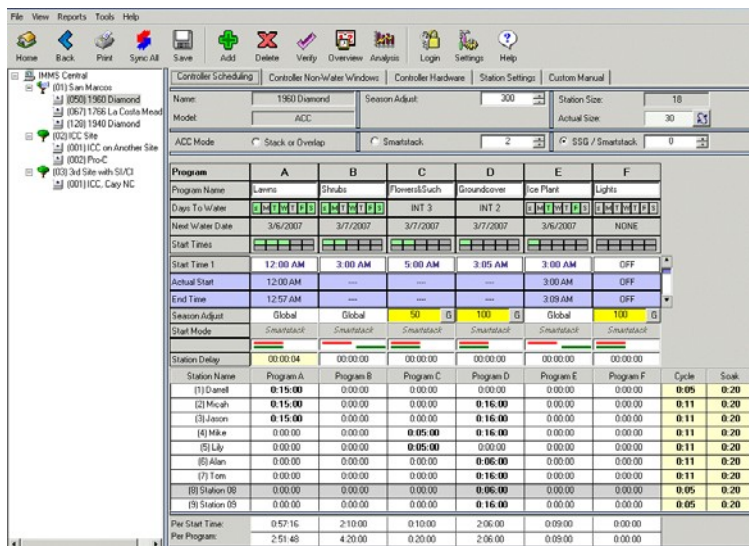 File View Reports Tools Help
Home Back Print Sync All Save Add Delete Verify Overview Analysis Login Settings Help
IMMS Central
(01) San Marcos
(050) 1960 Diamond
(067) 1766 La Costa Mead
(128) 1940 Diamond
(02) ICC Site
(001) ICC on Another Site
(002) Pro-C
(03) 3rd Site with SI/CI
(001) ICC, Cary NC
Controller Scheduling Controller Non-Water Windows Controller Hardware Station Settings Custom Manual
Name: 1960 Diamond Season Adjust: 300 Station Size: 18
Model: ACC Actual Size: 30
ACC Mode Stack or Overlap Smartstack 2 SSG / Smartstack 0
Program A B C D E F
Program Name Lawns Shrubs Flowers&Such Groundcover Ice Plant Lights
Days To Water S M T W T F S S M T W T F S INT 3 INT 2 S M T W T F S S M T W T F S
Next Water Date 3/6/2007 3/7/2007 3/7/2007 3/7/2007 3/6/2007 NONE
Start Times
Start Time 1 12:00 AM 3:00 AM 5:00 AM 3:05 AM 3:00 AM OFF
Actual Start 12:00 AM --- --- --- 3:00 AM OFF
End Time 12:57 AM --- --- --- 3:09 AM OFF
Season Adjust Global Global 50 G 100 G Global 100 G
Start Mode Smartstack Smartstack Smartstack Smartstack Smartstack Smartstack
Station Delay 00:00:04 00:00:00 00:00:00 00:00:00 00:00:00 00:00:00
Station Name Program A Program B Program C Program D Program E Program F Cycle Soak
(1) Darrell 0:15:00 0:00:00 0:00:00 0:00:00 0:00:00 0:00:00 0:05 0:20
(2) Micah 0:15:00 0:00:00 0:00:00 0:16:00 0:00:00 0:00:00 0:11 0:20
(3) Jason 0:15:00 0:00:00 0:00:00 0:16:00 0:00:00 0:00:00 0:11 0:20
(4) Mike 0:00:00 0:00:00 0:05:00 0:16:00 0:00:00 0:00:00 0:11 0:20
(5) Lily 0:00:00 0:00:00 0:05:00 0:00:00 0:00:00 0:00:00 0:11 0:20
(6) Alan 0:00:00 0:00:00 0:00:00 0:06:00 0:00:00 0:00:00 0:11 0:20
(7) Tom 0:00:00 0:00:00 0:00:00 0:16:00 0:00:00 0:00:00 0:11 0:20
(8) Station 08 0:00:00 0:00:00 0:00:00 0:06:00 0:00:00 0:00:00 0:05 0:20
(9) Station 09 0:00:00 0:00:00 0:00:00 0:16:00 0:00:00 0:00:00 0:05 0:20
Per Start Time: 0:57:16 2:10:00 0:10:00 2:06:00 0:09:00 0:00:00
Per Program: 2:51:48 4:20:00 0:20:00 2:06:00 0:09:00 0:00:00